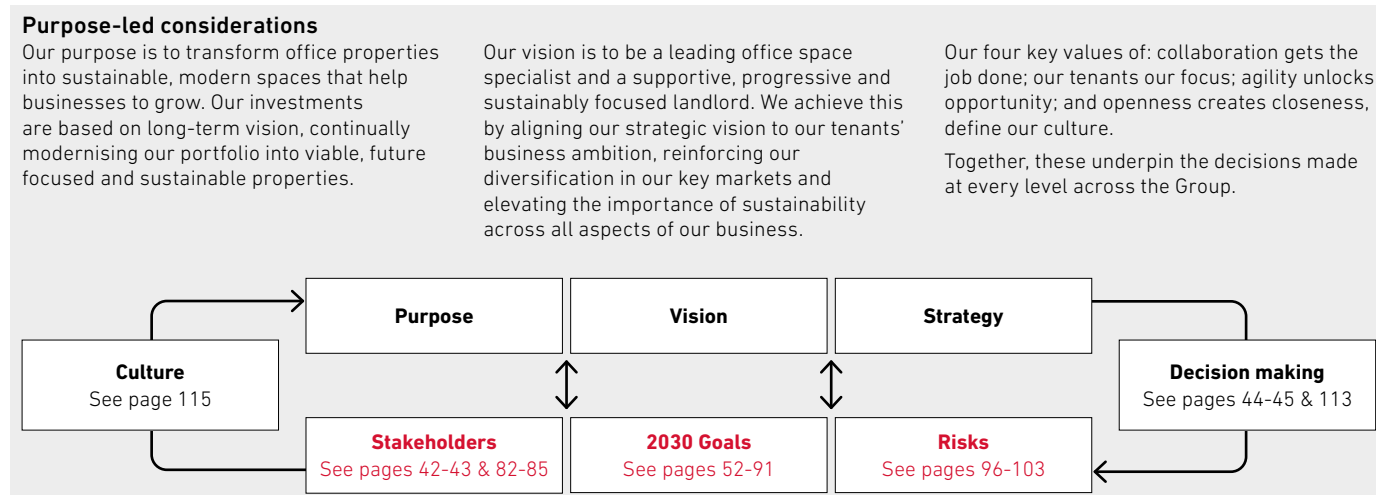 Purpose-led considerations
Our purpose is to transform office properties
into sustainable, modern spaces that help
businesses to grow. Our investments
are based on long-term vision, continually
modernising our portfolio into viable, future
focused and sustainable properties.
Our vision is to be a leading office space
specialist and a supportive, progressive and
sustainably focused landlord. We achieve this
by aligning our strategic vision to our tenants’
business ambition, reinforcing our
diversification in our key markets and
elevating the importance of sustainability
across all aspects of our business.
Our four key values of: collaboration gets the
job done; our tenants our focus; agility unlocks
opportunity; and openness creates closeness,
define our culture.
Together, these underpin the decisions made
at every level across the Group.
Purpose
Vision
Strategy
Culture
See page 115
Decision making
See pages 44-45 & 113
Stakeholders
See pages 42-43 & 82-85
2030 Goals
See pages 52-91
Risks
See pages 96-103